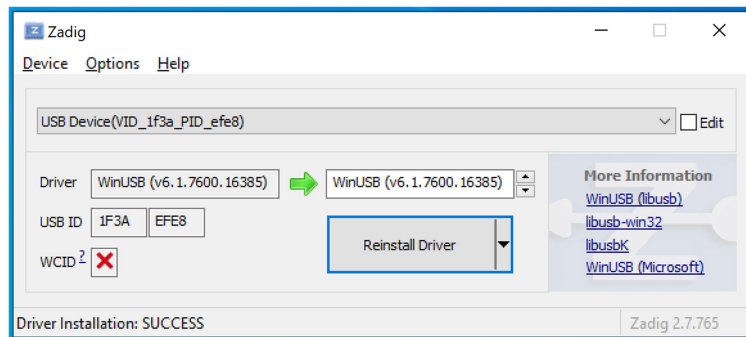 Zadig
Device Options Help
USB Device(VID_1f3a_PID_efe8)
Edit
Driver WinUSB (v6.1.7600.16385) WinUSB (v6.1.7600.16385)
USB ID 1F3A EFE8
WCID ?
Reinstall Driver
More Information
WinUSB (libusb)
libusb-win32
libusbK
WinUSB (Microsoft)
Driver Installation: SUCCESS
Zadig 2.7.765